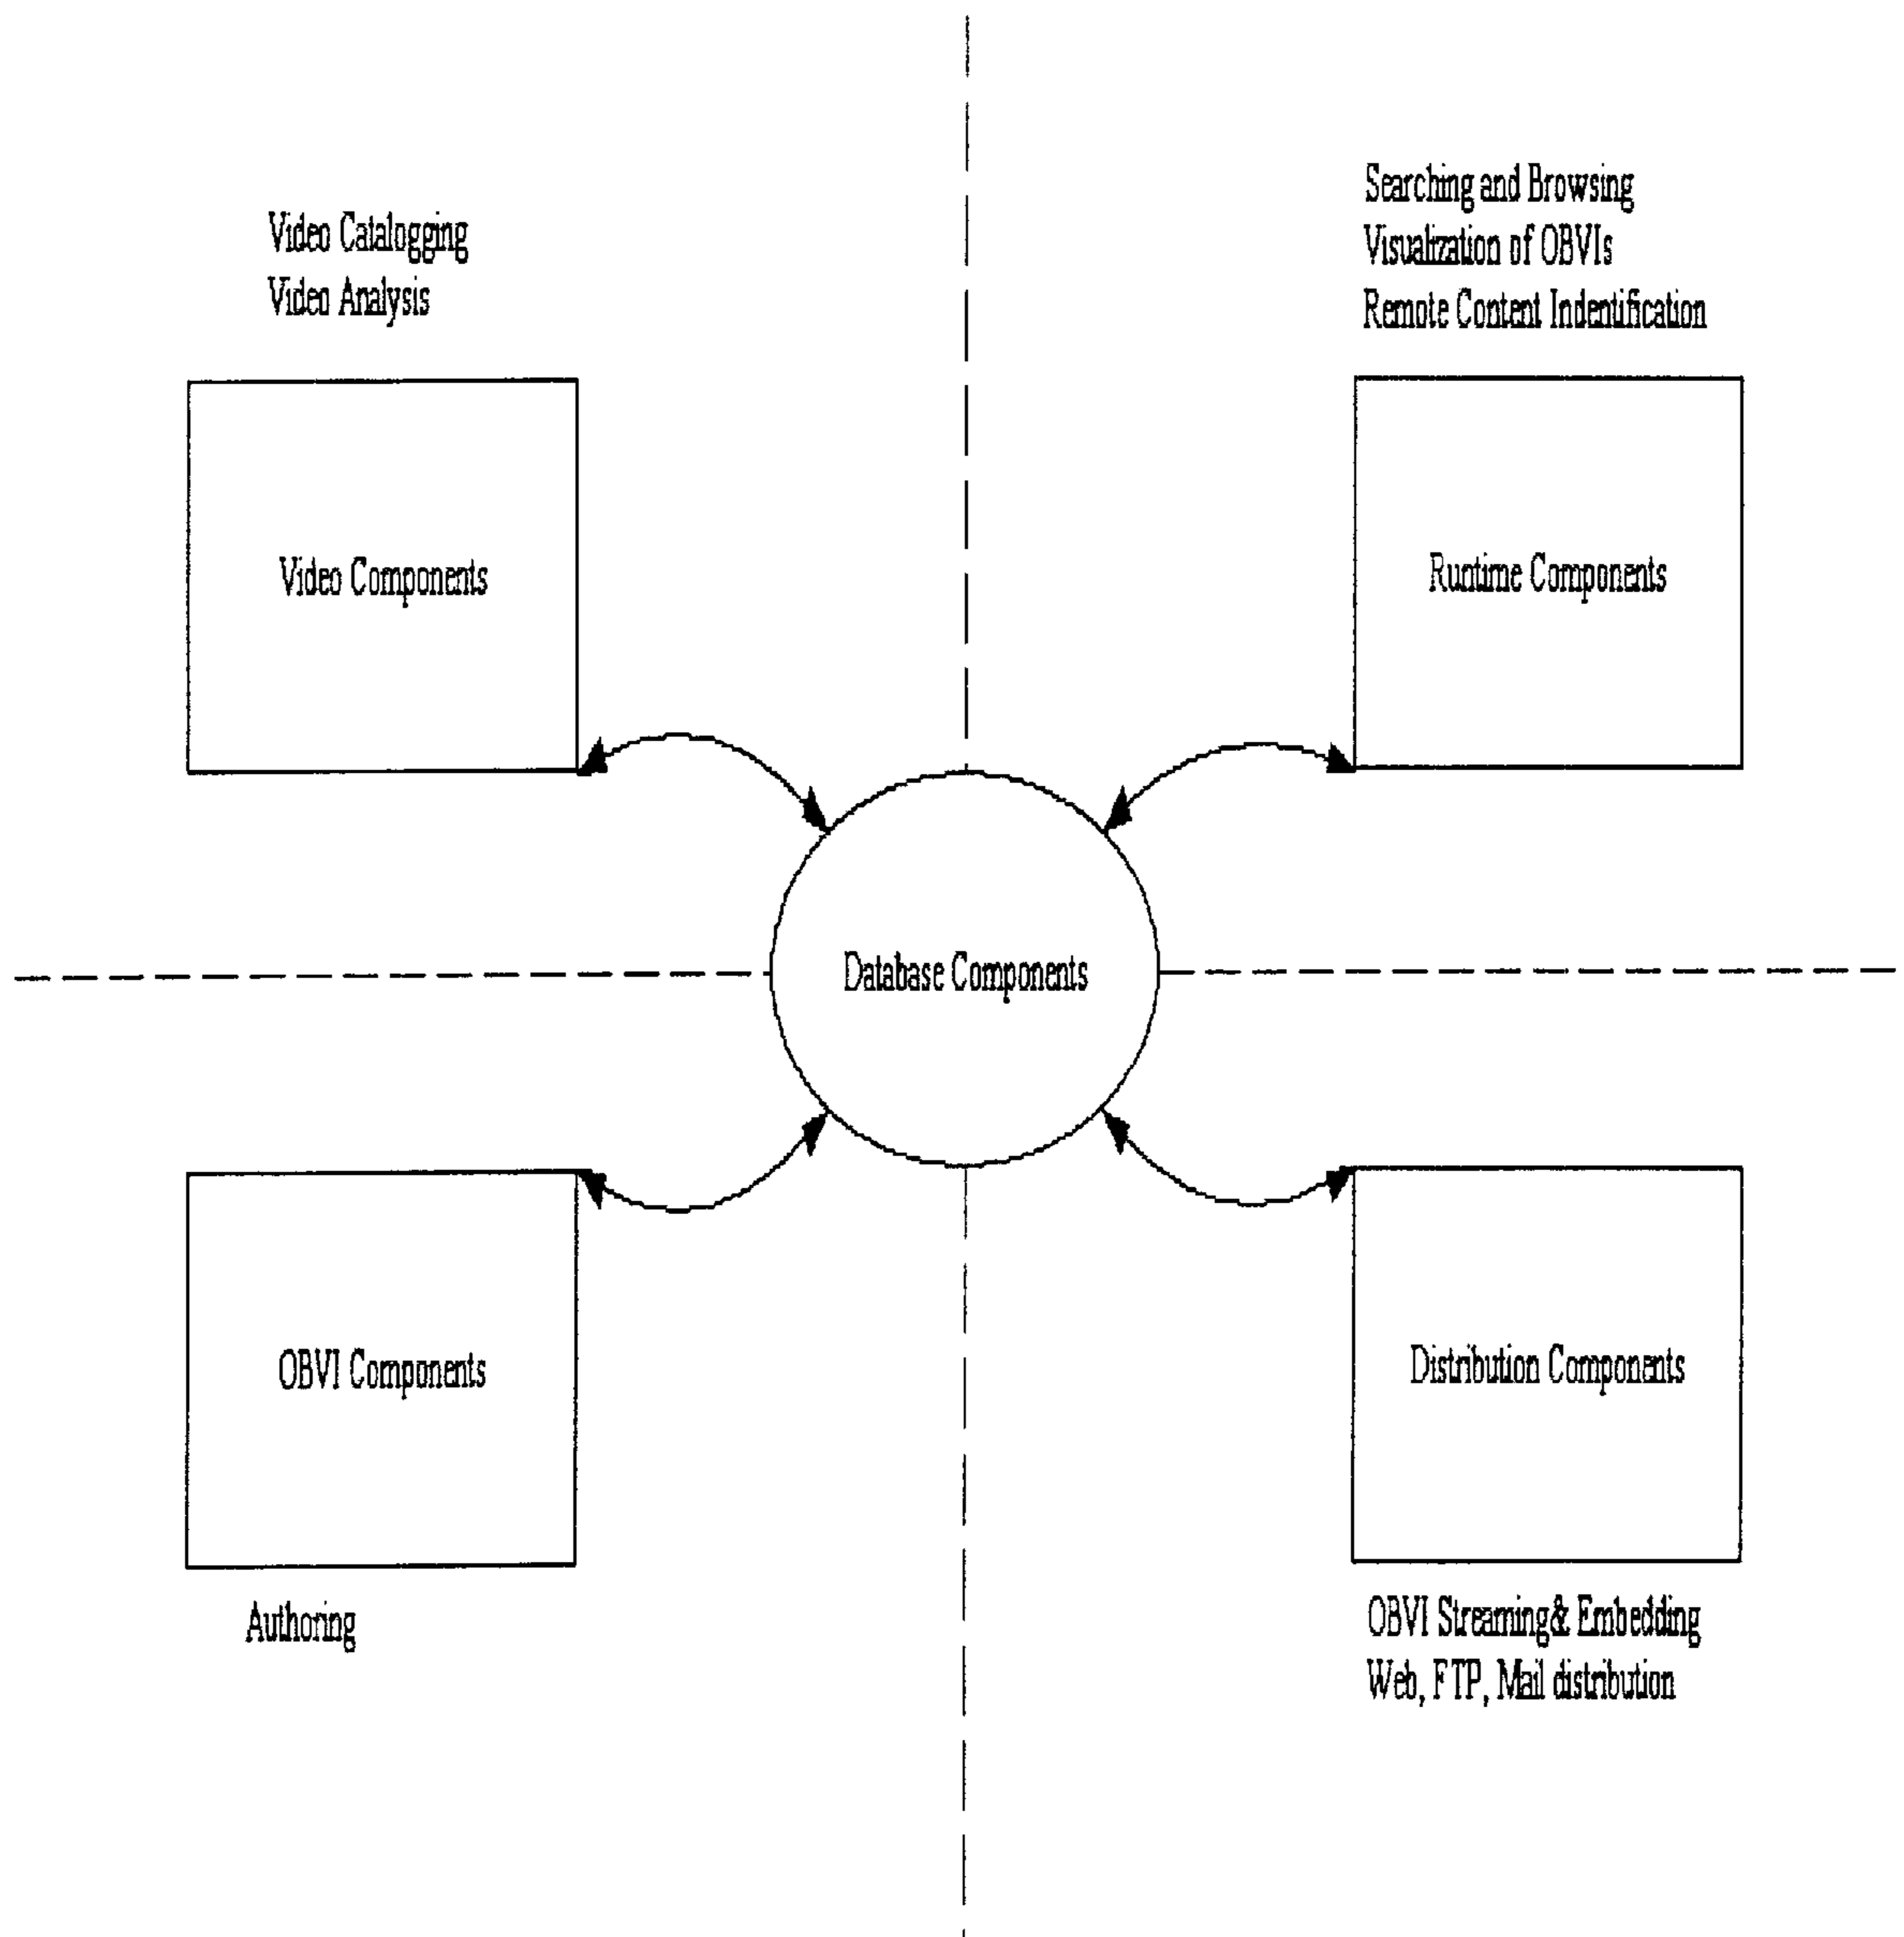 Video Catalogging
Video Analysis
Searching and Browsing
Visualization of OBVIs
Remote Content Indentification
Video Components
Runtime Components
Database Components
OBVI Components
Distribution Components
Authoring
OBVI Streaming& Embedding
Web, FTP, Mail distribution